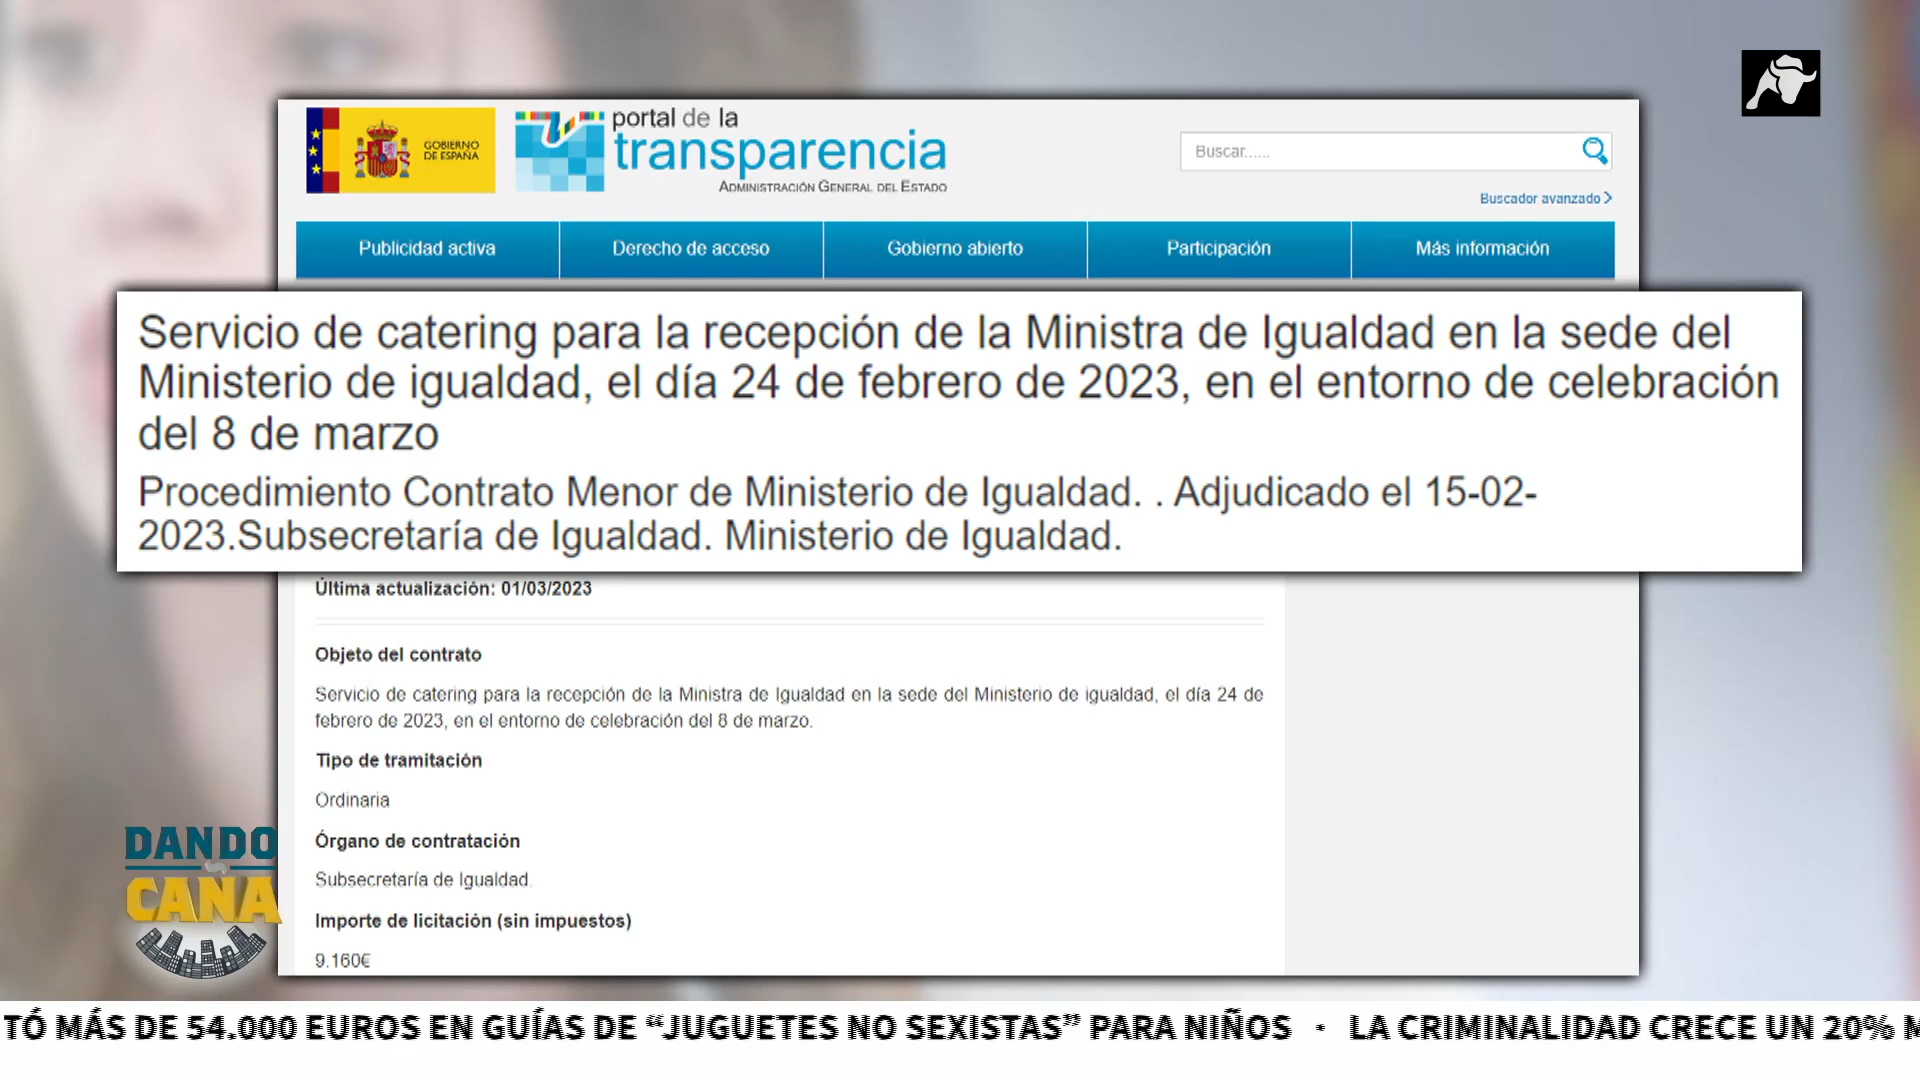 GOBIERNO
DE ESPAÑA
portal de la
transparencia
ADMINISTRACIÓN GENERAL DEL ESTADO
Buscar......
Buscador avanzado
Publicidad activa
Derecho de acceso
Gobierno abierto
Participación
Más información
Servicio de catering para la recepción de la Ministra de Igualdad en la sede del
Ministerio de igualdad, el día 24 de febrero de 2023, en el entorno de celebración
del 8 de marzo
Procedimiento Contrato Menor de Ministerio de Igualdad. . Adjudicado el 15-02-
2023.Subsecretaría de Igualdad. Ministerio de Igualdad.
Última actualización: 01/03/2023
Objeto del contrato
Servicio de catering para la recepción de la Ministra de Igualdad en la sede del Ministerio de igualdad, el día 24 de
febrero de 2023, en el entorno de celebración del 8 de marzo.
Tipo de tramitación
Ordinaria
Órgano de contratación
Subsecretaría de Igualdad.
Importe de licitación (sin impuestos)
9.160€
DANDO
CAÑA
TÓ MÁS DE 54.000 EUROS EN GUÍAS DE “JUGUETES NO SEXISTAS” PARA NIÑOS · LA CRIMINALIDAD CRECE UN 20% M